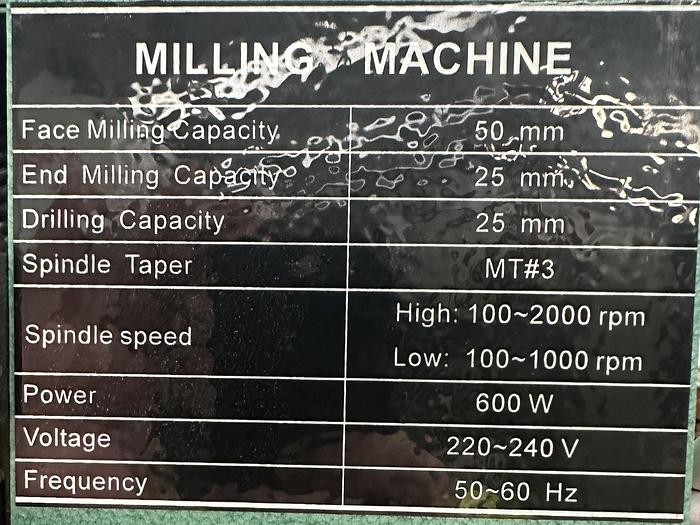 MILLING MACHINE
Face Milling Capacity 50 mm
End Milling Capacity 25 mm
Drilling Capacity 25 mm
Spindle Taper MT#3
Spindle speed
High: 100~2000 rpm
Low: 100~1000 rpm
Power 600 W
Voltage 220~240 V
Frequency 50~60 Hz